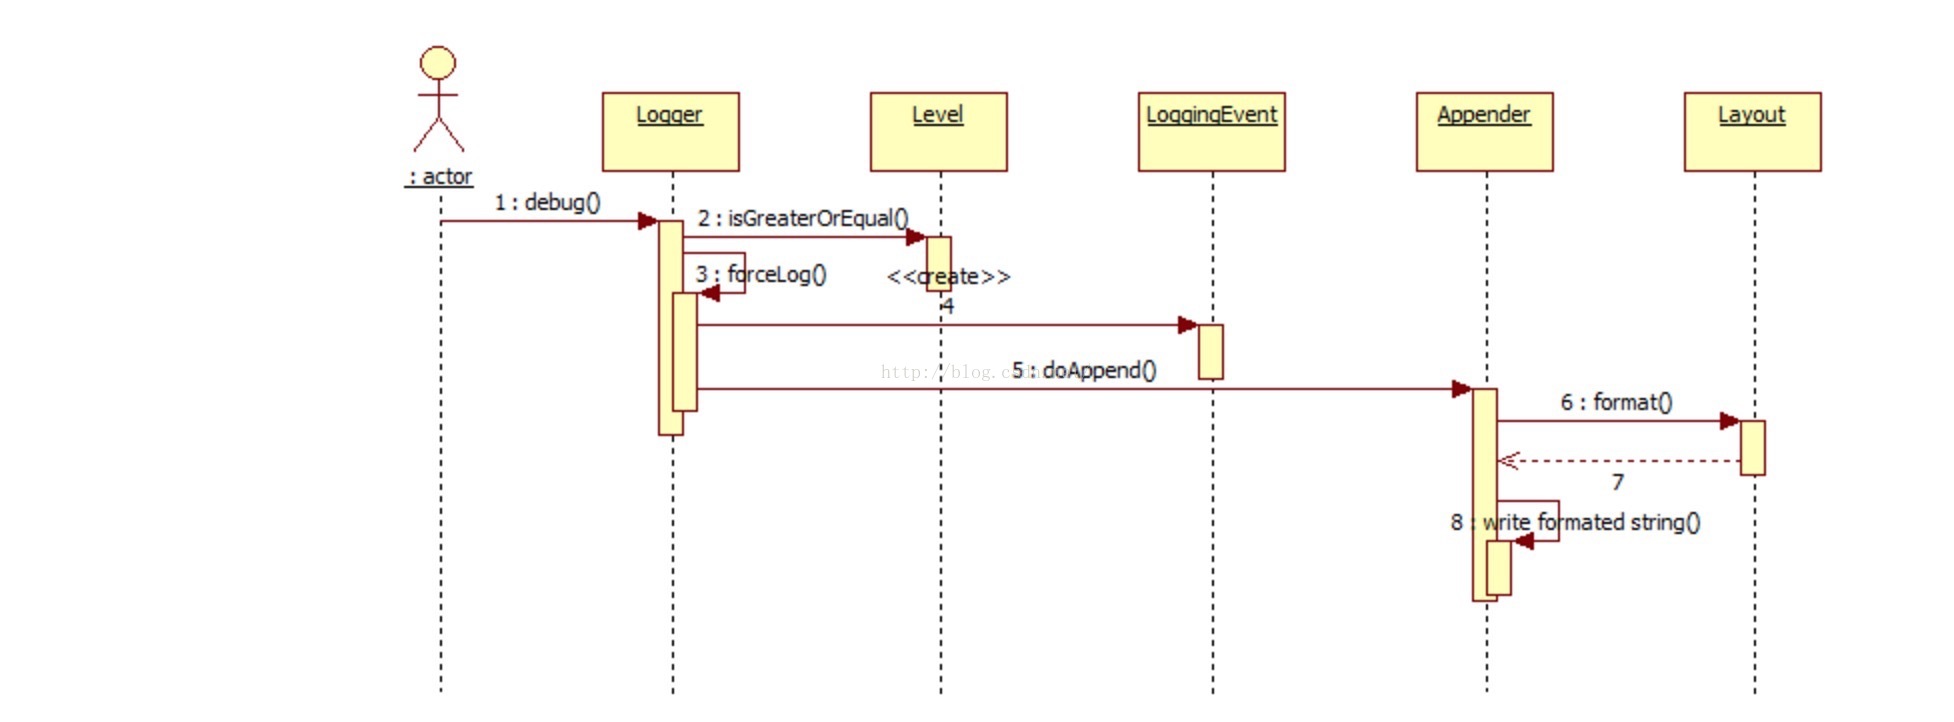 Logger
Level
LoggingEvent
Appender
Layout
: actor
1 : debug()
2 : isGreaterOrEqual()
3 : forceLog()
<<create>>
4
http://blog.
5 : doAppend()
6 : format()
7
8 : write formated string()